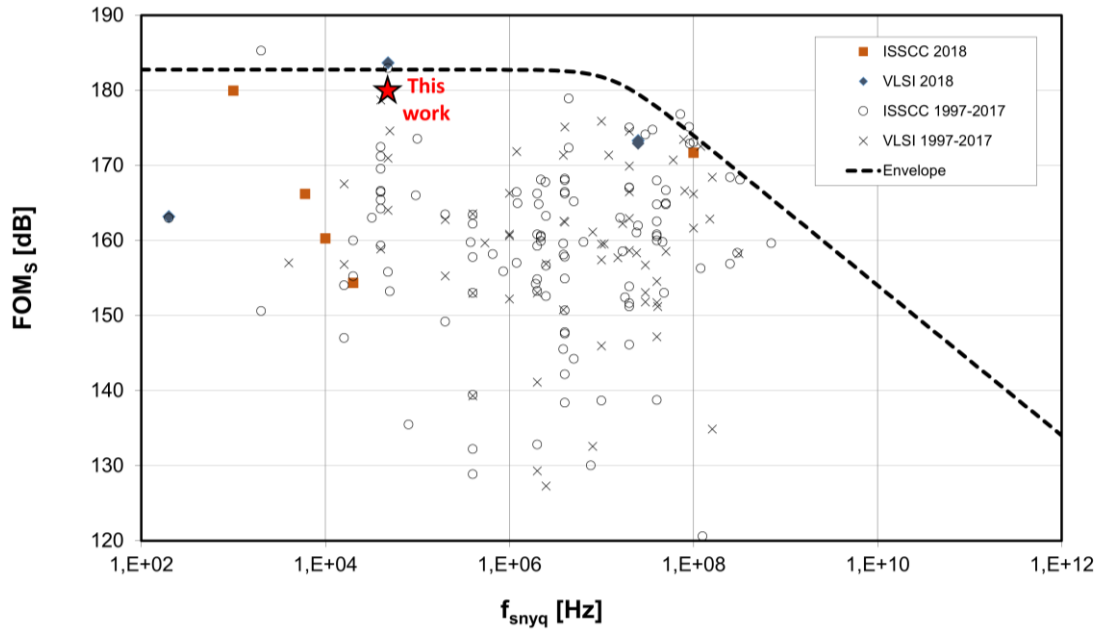 190
180
170
160
150
140
130
120
FOMS [dB]
1,E+02
1,E+04
1,E+06
1,E+08
1,E+10
1,E+12
fsnyq [Hz]
This
work
ISSCC 2018
VLSI 2018
ISSCC 1997-2017
VLSI 1997-2017
Envelope